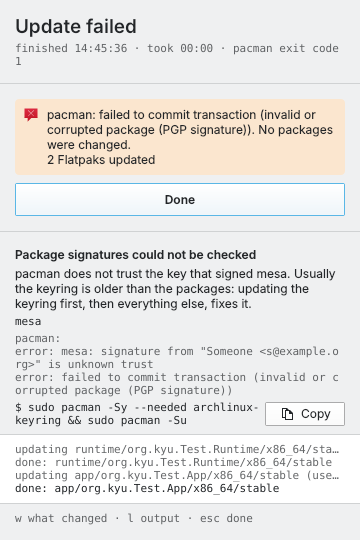 Update failed
finished 14:45:36 · took 00:00 · pacman exit code
1
pacman: failed to commit transaction (invalid or
corrupted package (PGP signature)). No packages
were changed.
2 Flatpaks updated
Done
Package signatures could not be checked
pacman does not trust the key that signed mesa. Usually
the keyring is older than the packages: updating the
keyring first, then everything else, fixes it.
mesa
pacman:
error: mesa: signature from "Someone <s@example.o
rg>" is unknown trust
error: failed to commit transaction (invalid or c
orrupted package (PGP signature))
$ sudo pacman -Sy --needed archlinux-
keyring && sudo pacman -Su
Copy
updating runtime/org.kyu.Test.Runtime/x86_64/sta…
done: runtime/org.kyu.Test.Runtime/x86_64/stable
updating app/org.kyu.Test.App/x86_64/stable (use…
done: app/org.kyu.Test.App/x86_64/stable
w what changed · l output · esc done